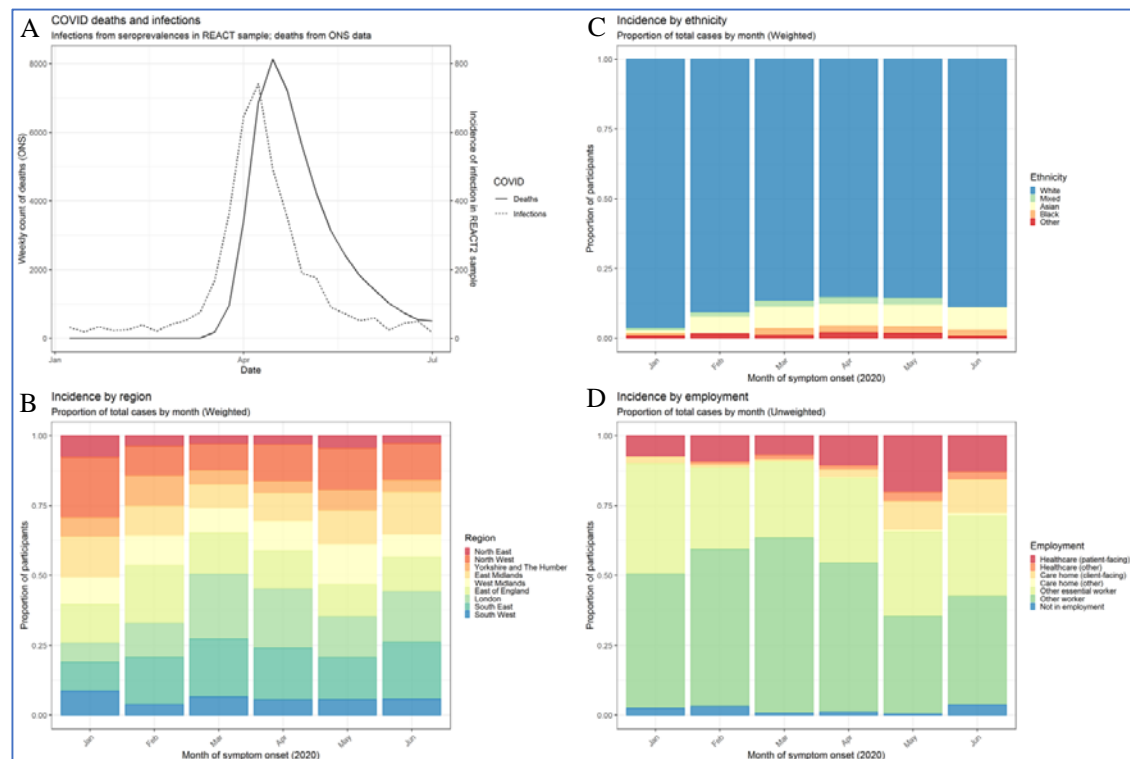 A
COVID deaths and infections
Infections from seroprevalences in REACT sample; deaths from ONS data
8000
6000
4000
2000
0
800
600
400
200
0
Weekly count of deaths (ONS)
Incidence of infection in REACT2 sample
Jan
Apr
Jul
Date
COVID
Deaths
Infections
C
Incidence by ethnicity
Proportion of total cases by month (Weighted)
1.00
0.75
0.50
0.25
0.00
Proportion of participants
Jan
Feb
Mar
Apr
May
Jun
Month of symptom onset (2020)
Ethnicity
White
Mixed
Asian
Black
Other
B
Incidence by region
Proportion of total cases by month (Weighted)
1.00
0.75
0.50
0.25
0.00
Proportion of participants
Jan
Feb
Mar
Apr
May
Jun
Month of symptom onset (2020)
Region
North East
North West
Yorkshire and The Humber
East Midlands
West Midlands
East of England
London
South East
South West
D
Incidence by employment
Proportion of total cases by month (Unweighted)
1.00
0.75
0.50
0.25
0.00
Proportion of participants
Jan
Feb
Mar
Apr
May
Jun
Month of symptom onset (2020)
Employment
Healthcare (patient-facing)
Healthcare (other)
Care home (client-facing)
Care home (other)
Other essential worker
Other worker
Not in employment